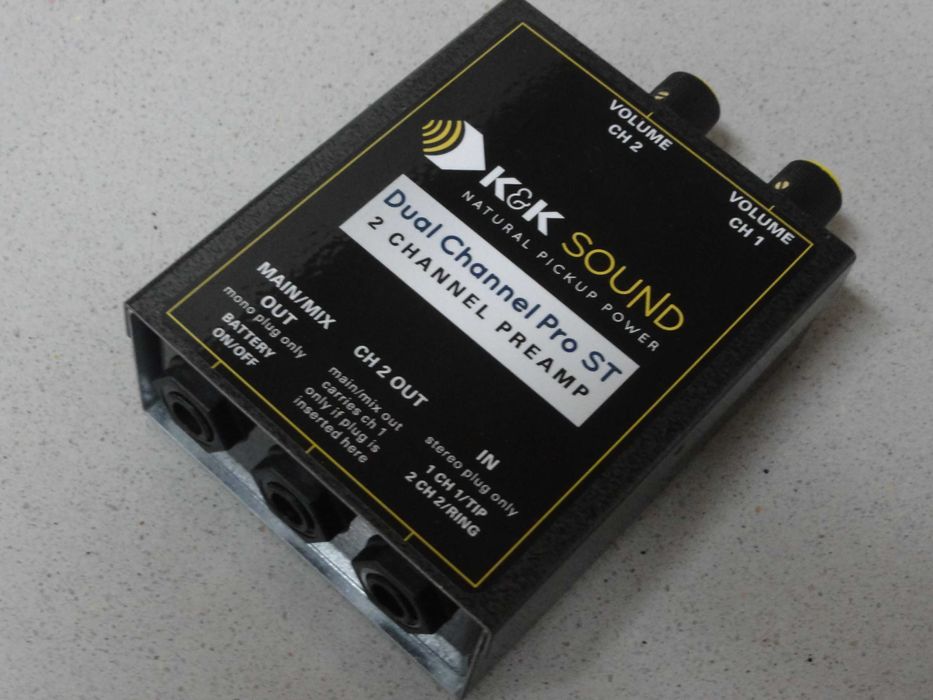 VOLUME
CH 2
VOLUME
CH 1
K&K SOUND
NATURAL PICKUP POWER
Dual Channel Pro ST
2 CHANNEL PREAMP
MAIN/MIX
OUT
mono plug only
BATTERY
ON/OFF
CH 2 OUT
main/mix out
carries ch 1
only if plug is
inserted here
IN
stereo plug only
1 CH 1/TIP
2 CH 2/RING